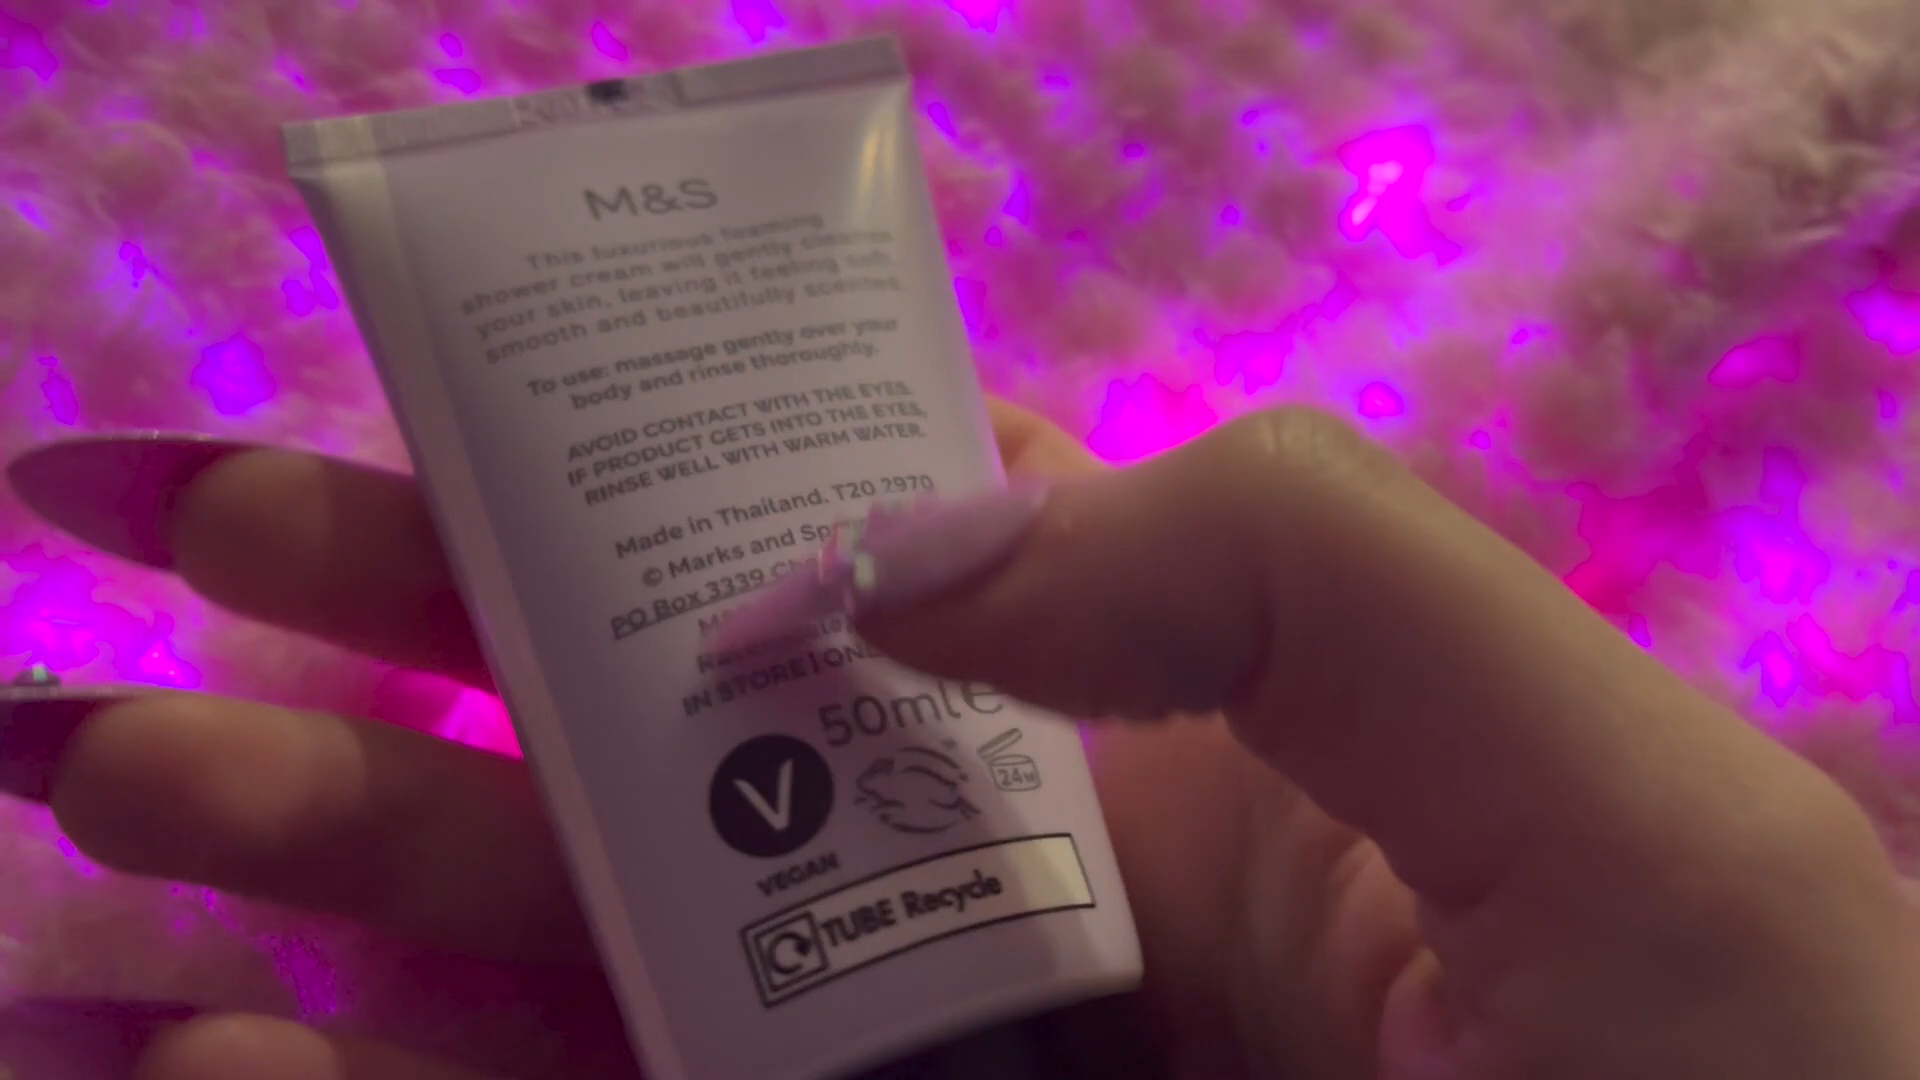 M&S
This luxurious foaming
shower cream will gently cleanse
your skin, leaving it feeling soft,
smooth and beautifully scented.
To use: massage gently over your
body and rinse thoroughly.
AVOID CONTACT WITH THE EYES.
IF PRODUCT GETS INTO THE EYES,
RINSE WELL WITH WARM WATER.
Made in Thailand. T20 2970
© Marks and
PO Box 3339
IN STORE |
50ml e
V
24M
VEGAN
TUBE Recycle